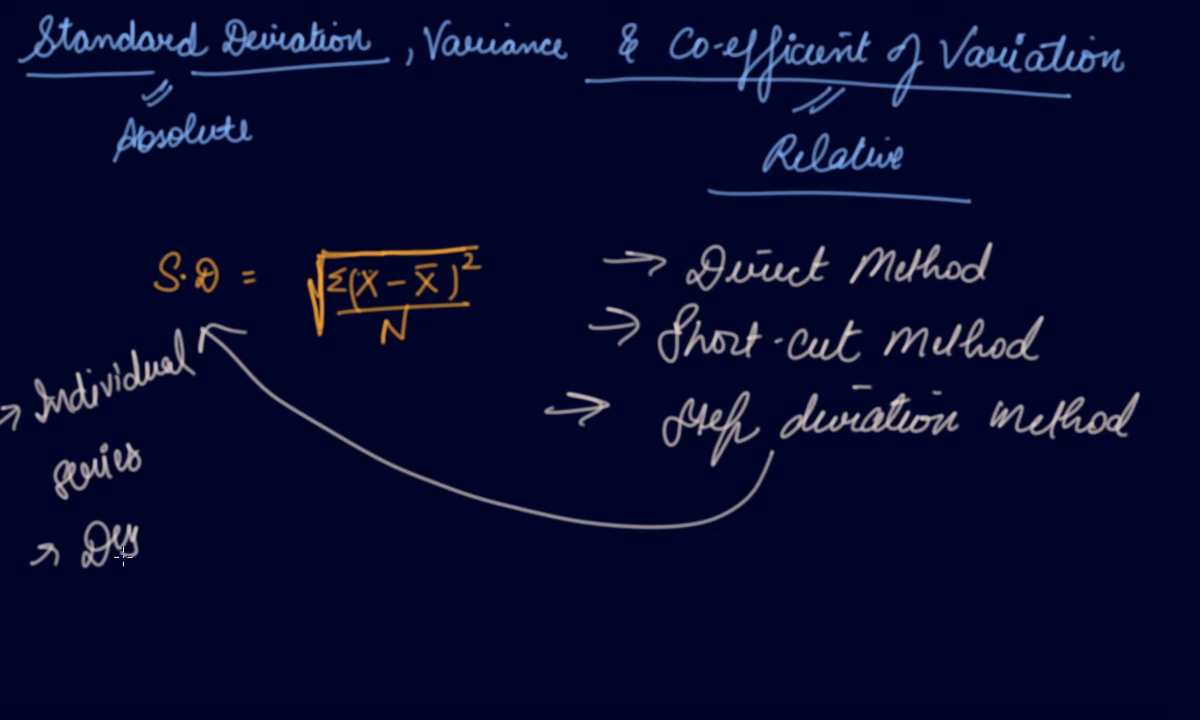 Standard Deviation, Variance & Co-efficient of Variation
Absolute
Relative
S.D = √Σ(X - X̄)² / N
→ Direct Method
→ Short-cut Method
→ Step deviation Method
→ Individual
series
→ Dis